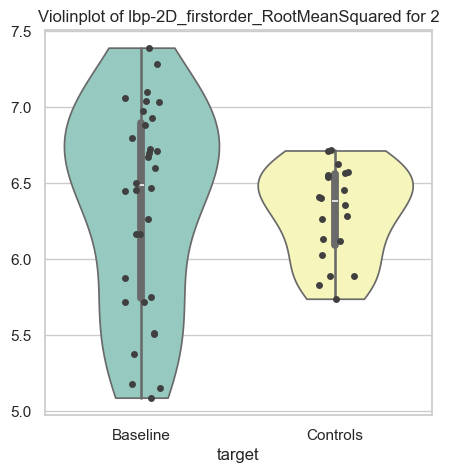 Violinplot of lbp-2D_firstorder_RootMeanSquared for 2
7.5
7.0
6.5
6.0
5.5
5.0
Baseline Controls
target